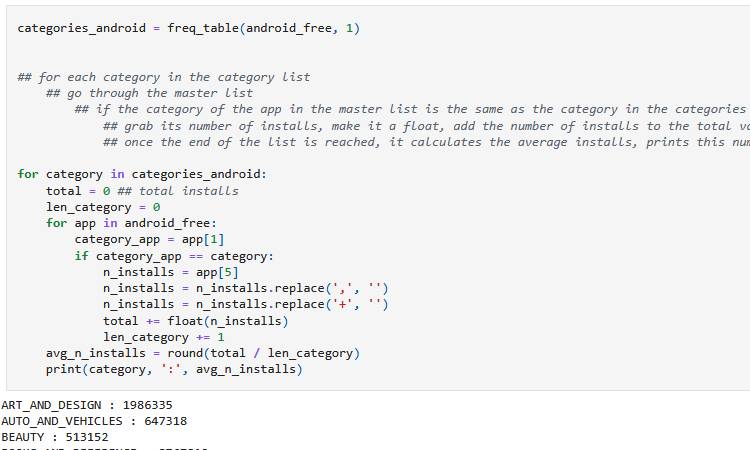 categories_android = freq_table(android_free, 1)
## for each category in the category list
## go through the master list
## if the category of the app in the master list is the same as the category in the categories
## grab its number of installs, make it a float, add the number of installs to the total
## once the end of the list is reached, it calculates the average installs, prints this
for category in categories_android:
total = 0 ## total installs
len_category = 0
for app in android_free:
category_app = app[1]
if category_app == category:
n_installs = app[5]
n_installs = n_installs.replace(',', '')
n_installs = n_installs.replace('+', '')
total += float(n_installs)
len_category += 1
avg_n_installs = round(total / len_category)
print(category, ':', avg_n_installs)
ART_AND_DESIGN : 1986335
AUTO_AND_VEHICLES : 647318
BEAUTY : 513152